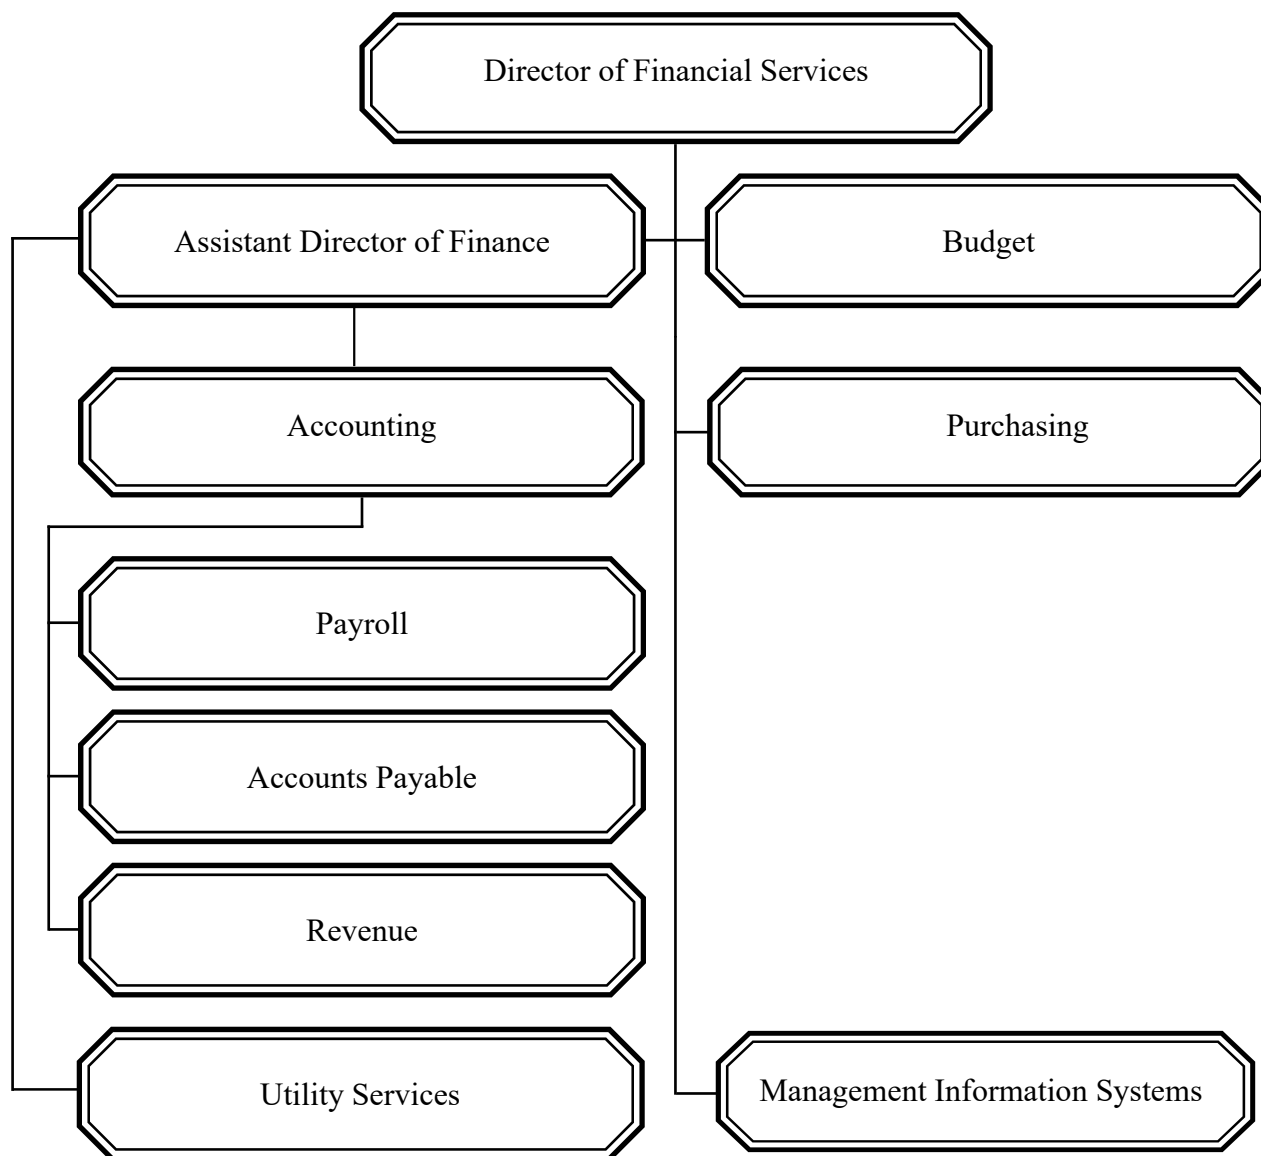 Director of Financial Services
Assistant Director of Finance
Budget
Accounting
Purchasing
Payroll
Accounts Payable
Revenue
Utility Services
Management Information Systems